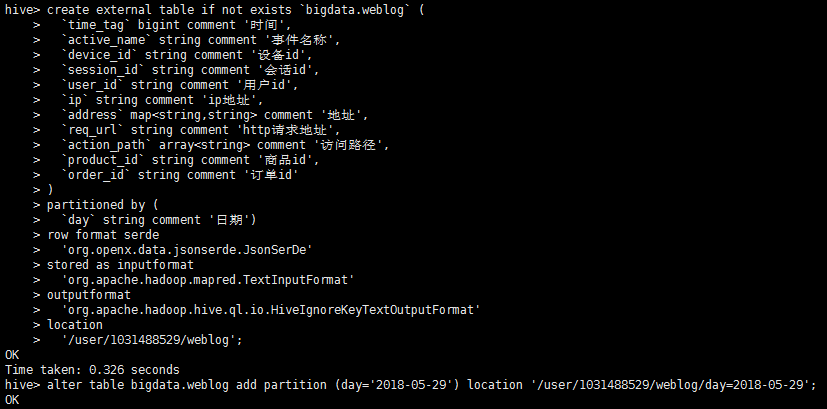 hive> create external table if not exists `bigdata.weblog` (
    >   `time_tag` bigint comment '时间',
    >   `active_name` string comment '事件名称',
    >   `device_id` string comment '设备id',
    >   `session_id` string comment '会话id',
    >   `user_id` string comment '用户id',
    >   `ip` string comment 'ip地址',
    >   `address` map<string,string> comment '地址',
    >   `req_url` string comment 'http请求地址',
    >   `action_path` array<string> comment '访问路径',
    >   `product_id` string comment '商品id',
    >   `order_id` string comment '订单id'
    > )
    > partitioned by (
    >   `day` string comment '日期')
    > row format serde
    >   'org.openx.data.jsonserde.JsonSerDe'
    > stored as inputformat
    >   'org.apache.hadoop.mapred.TextInputFormat'
    > outputformat
    >   'org.apache.hadoop.hive.ql.io.HiveIgnoreKeyTextOutputFormat'
    > location
    >   '/user/1031488529/weblog';
OK
Time taken: 0.326 seconds
hive> alter table bigdata.weblog add partition (day='2018-05-29') location '/user/1031488529/weblog/day=2018-05-29';
OK